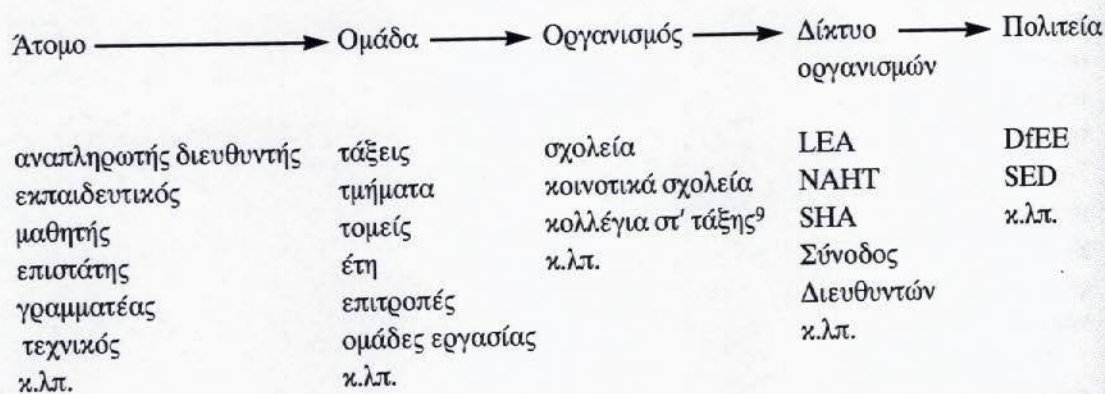 Άτομο → Ομάδα → Οργανισμός → Δίκτυο οργανισμών → Πολιτεία
αναπληρωτής διευθυντής
εκπαιδευτικός
μαθητής
επιστάτης
γραμματέας
τεχνικός
κ.λπ.
τάξεις
τμήματα
τομείς
έτη
επιτροπές
ομάδες εργασίας
κ.λπ.
σχολεία
κοινοτικά σχολεία
κολλέγια στ' τάξης⁹
κ.λπ.
LEA
NAHT
SHA
Σύνοδος
Διευθυντών
κ.λπ.
DfEE
SED
κ.λπ.